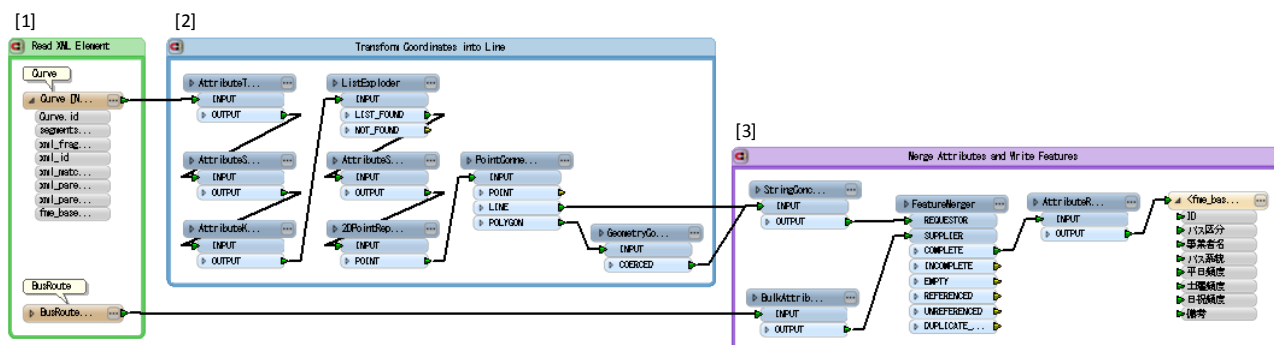 [1]
Read XML Element
Curve
Curve [N...
Curve.id
segments...
xml_frag...
xml_id
xml_matc...
xml_pare...
xml_pare...
fme_base...
BusRoute
BusRoute...
[2]
Transform Coordinates into Line
AttributeT...
INPUT
OUTPUT
AttributeS...
INPUT
OUTPUT
AttributeK...
INPUT
OUTPUT
ListExploder
INPUT
LIST_FOUND
NOT_FOUND
AttributeS...
INPUT
OUTPUT
2DPointRep...
INPUT
POINT
PointConne...
INPUT
POINT
LINE
POLYGON
GeometryCo...
INPUT
COERCED
[3]
Merge Attributes and Write Features
StringConc...
INPUT
OUTPUT
BulkAttrib...
INPUT
OUTPUT
FeatureMerger
REQUESTOR
SUPPLIER
COMPLETE
INCOMPLETE
EMPTY
REFERENCED
UNREFERENCED
DUPLICATE_...
AttributeR...
INPUT
OUTPUT
<fme_bas...
ID
バス区分
事業者名
バス系統
平日頻度
土曜頻度
日祝頻度
備考